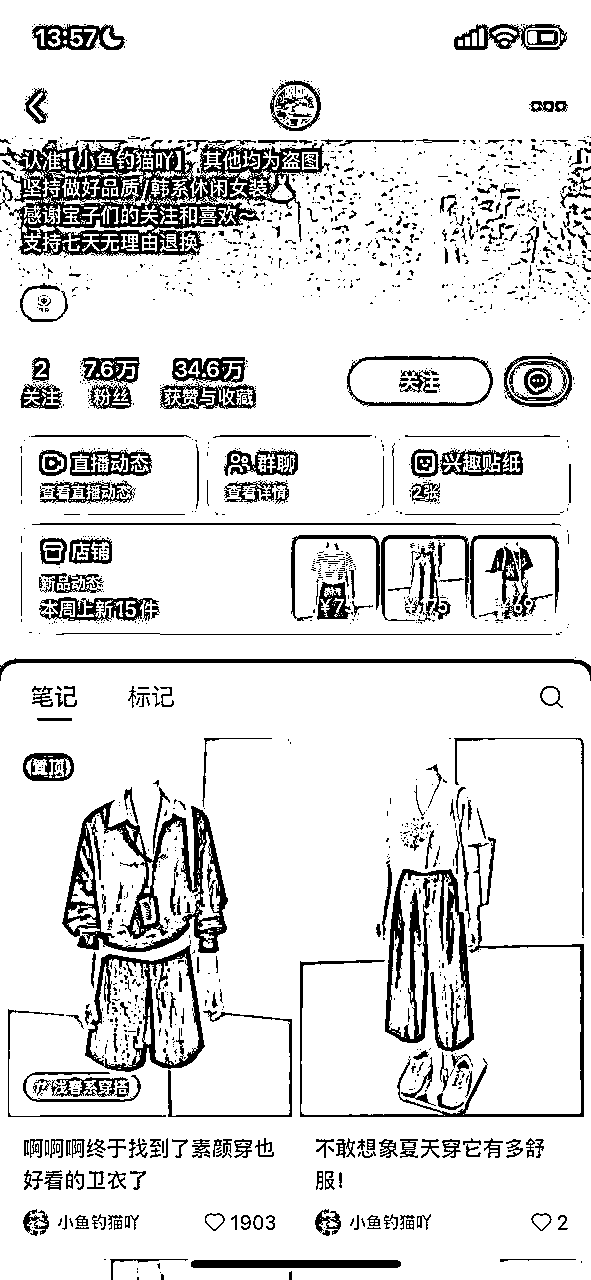 13:57
认准【小鱼钓猫吖】 其他均为盗图
坚持做好品质/韩系休闲女装
感谢宝子们的关注和喜欢~
支持七天无理由退换
2 7.6万 34.6万
关注 粉丝 获赞与收藏
关注
直播动态 群聊 兴趣贴纸
查看直播动态 查看详情 2张
店铺
新品动态
本周上新15件
¥175 ¥69
笔记 标记
置顶
浅春系穿搭
啊啊啊终于找到了素颜穿也
好看的卫衣了
小鱼钓猫吖 1903
不敢想象夏天穿它有多舒
服!
小鱼钓猫吖 2